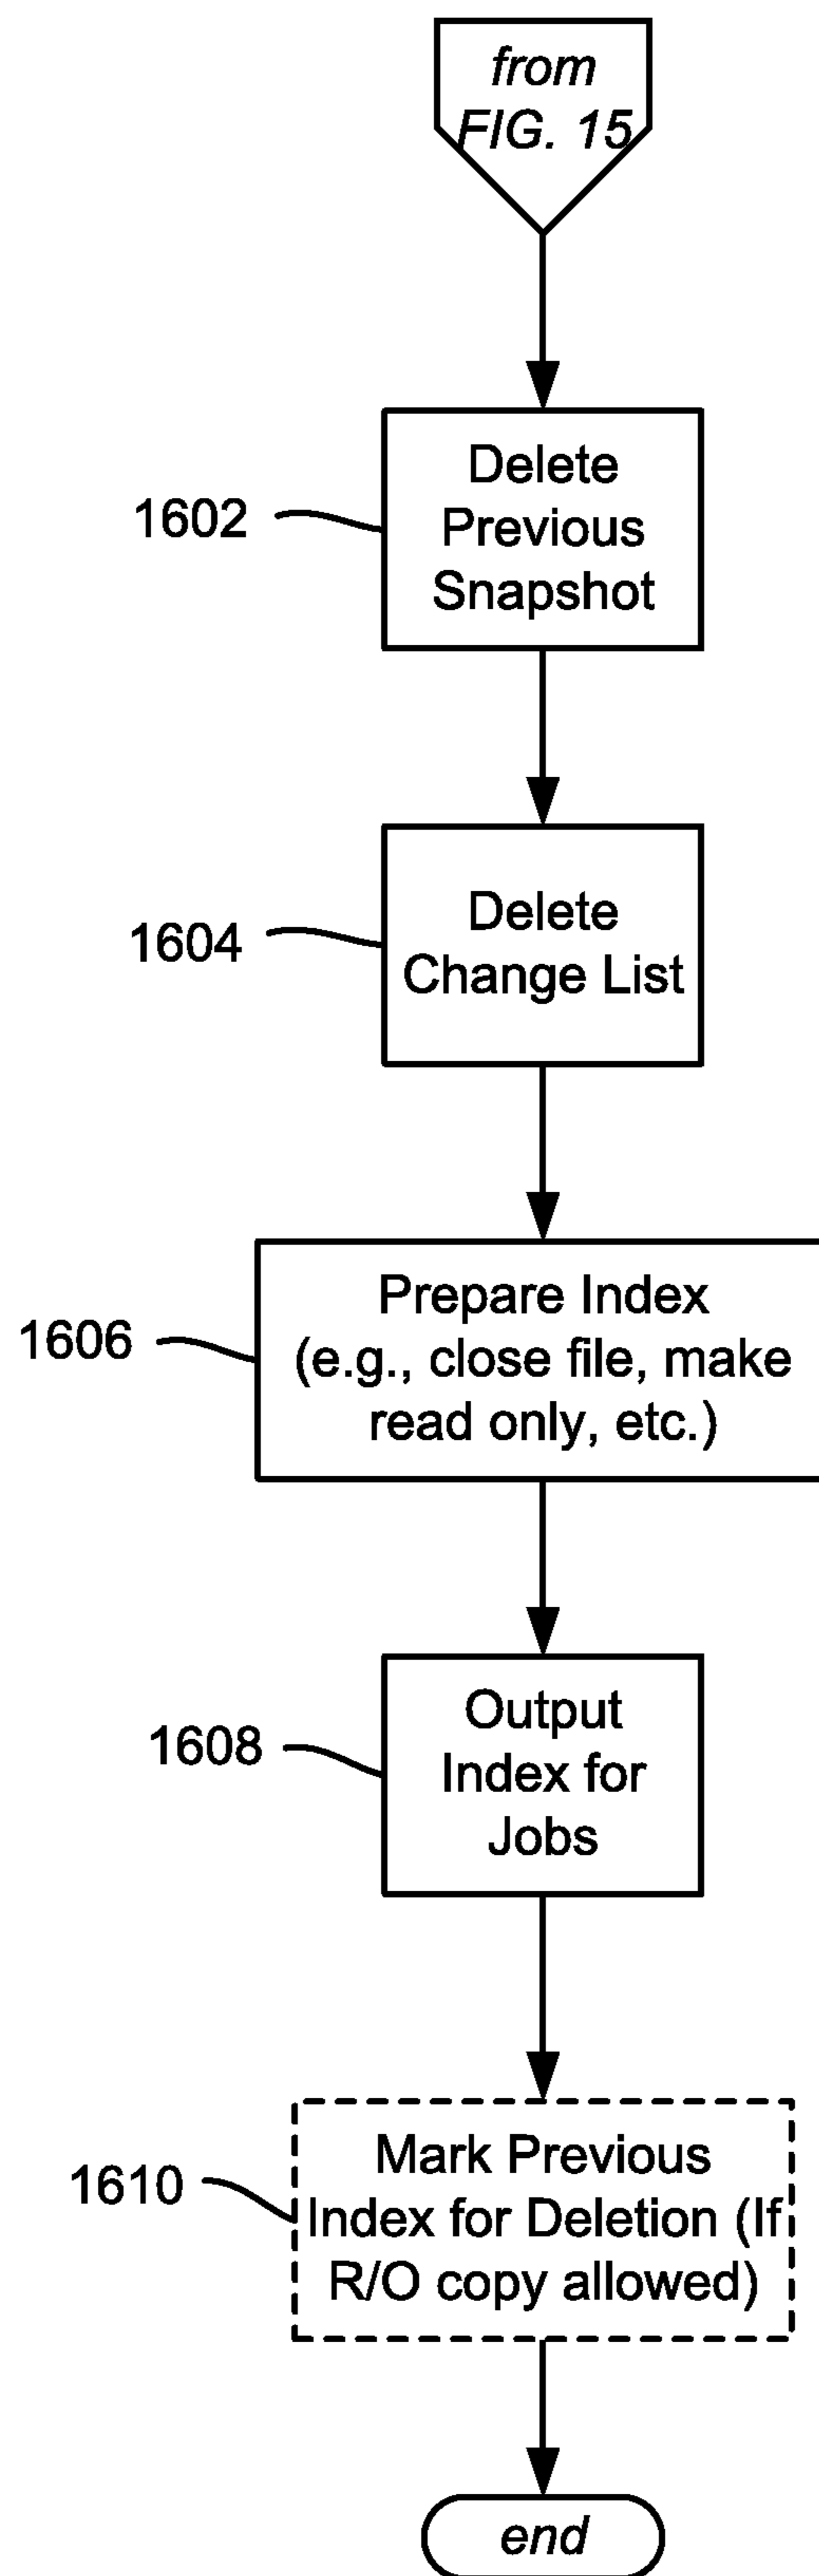 from
FIG. 15
1602
Delete
Previous
Snapshot
1604
Delete
Change List
1606
Prepare Index
(e.g., close file, make
read only, etc.)
1608
Output
Index for
Jobs
1610
Mark Previous
Index for Deletion (If
R/O copy allowed)
end